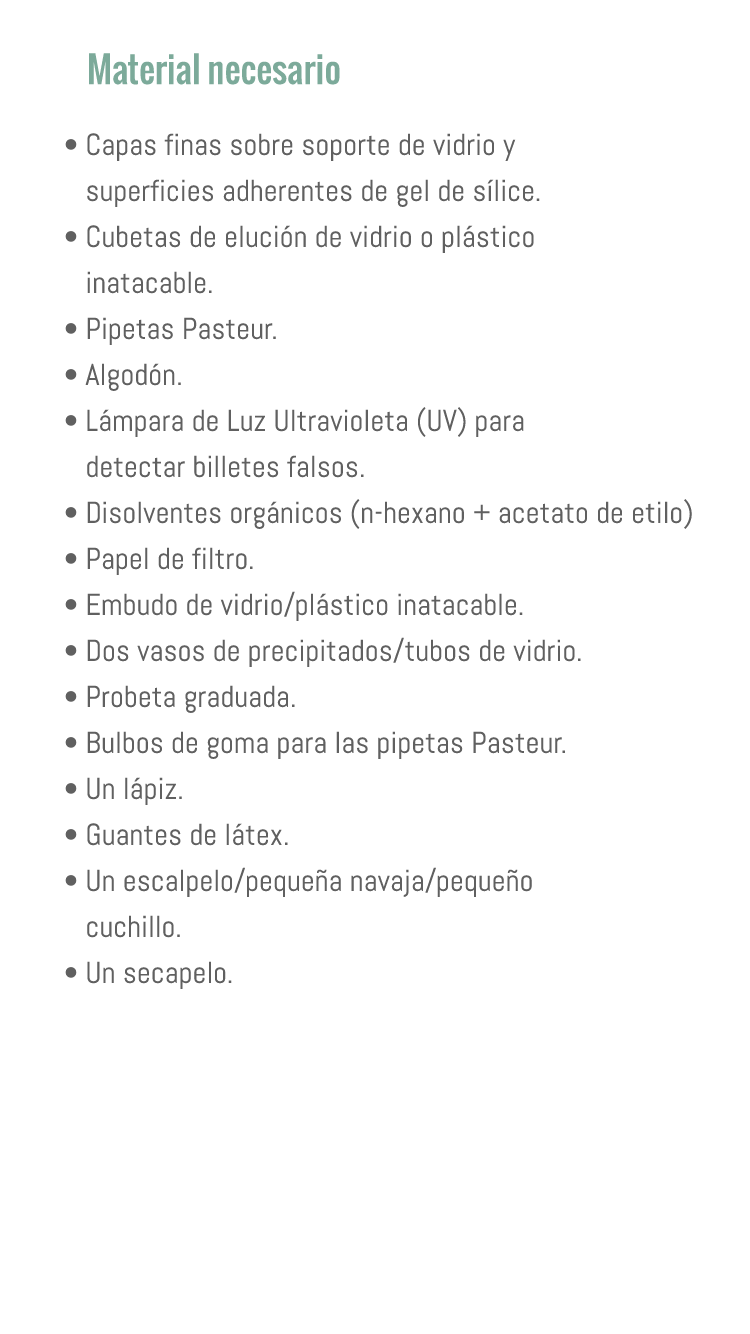 Material necesario
• Capas finas sobre soporte de vidrio y
superficies adherentes de gel de sílice.
• Cubetas de elución de vidrio o plástico
inatacable.
• Pipetas Pasteur.
• Algodón.
• Lámpara de Luz Ultravioleta (UV) para
detectar billetes falsos.
• Disolventes orgánicos (n-hexano + acetato de etilo)
• Papel de filtro.
• Embudo de vidrio/plástico inatacable.
• Dos vasos de precipitados/tubos de vidrio.
• Probeta graduada.
• Bulbos de goma para las pipetas Pasteur.
• Un lápiz.
• Guantes de látex.
• Un escalpelo/pequeña navaja/pequeño
cuchillo.
• Un secapelo.